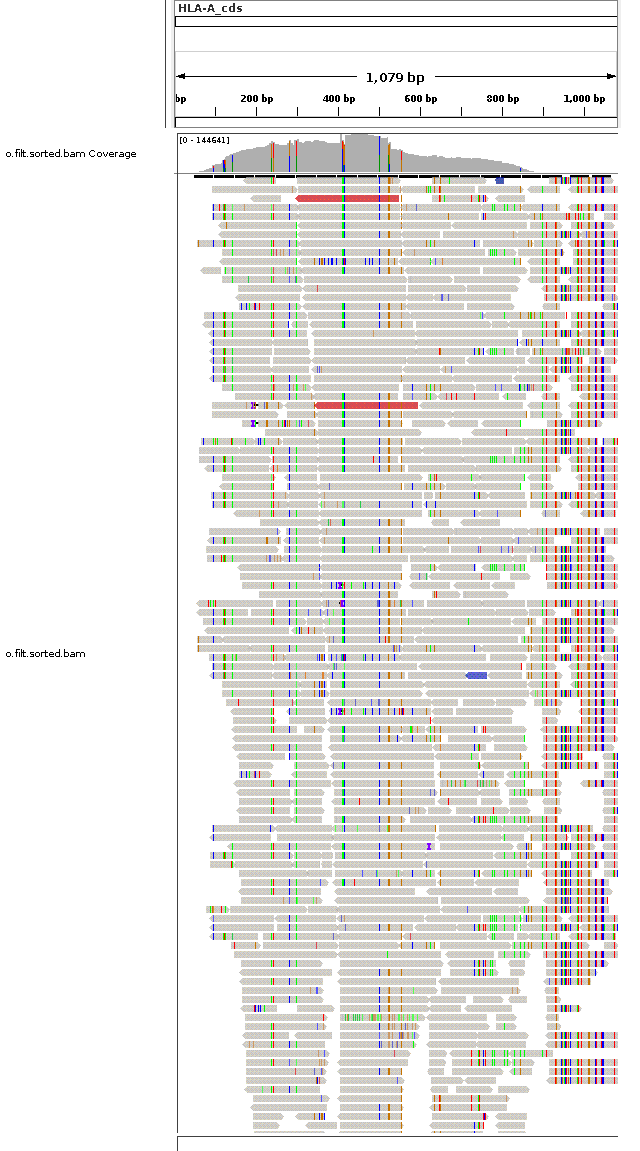 HLA-A_cds
1,079 bp
bp 200 bp 400 bp 600 bp 800 bp 1,000 bp
[0 - 144641]
o.filt.sorted.bam Coverage
o.filt.sorted.bam